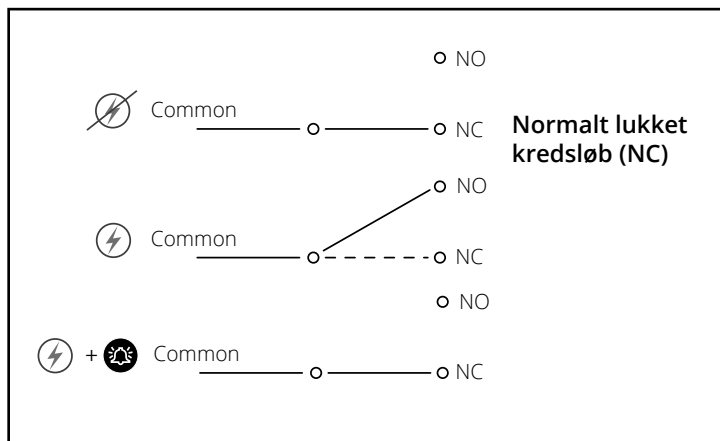 NO
Common
NC
Normalt lukket
kredsløb (NC)
NO
Common
NC
NO
+ Common
NC